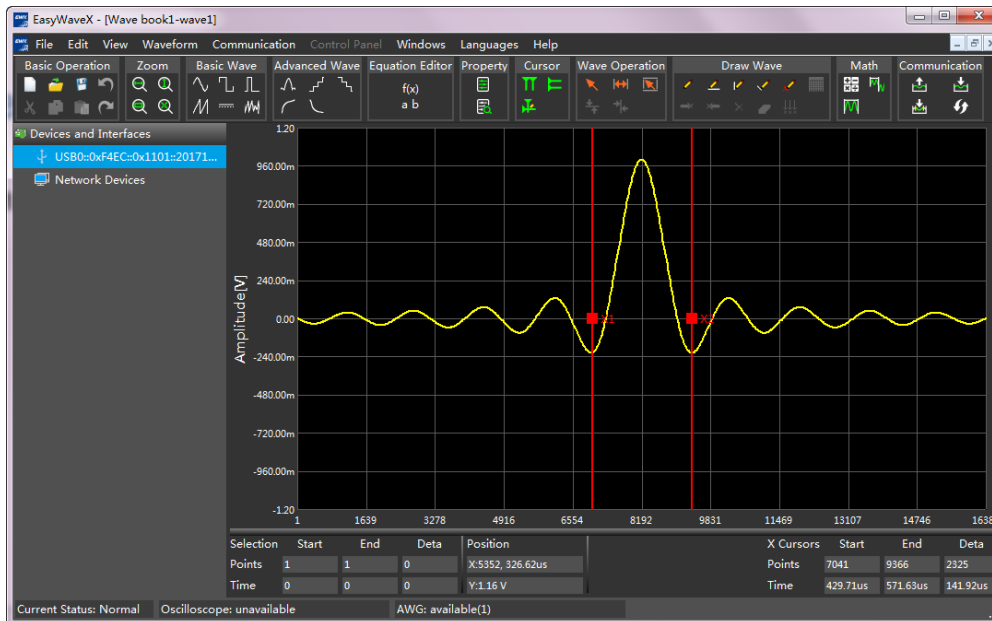 EasyWaveX - [Wave book1-wave1]
File Edit View Waveform Communication Control Panel Windows Languages Help
Basic Operation Zoom Basic Wave Advanced Wave Equation Editor Property Cursor Wave Operation Draw Wave Math Communication
f(x)
a b
Devices and Interfaces
USB0::0xF4EC::0x1101::20171...
Network Devices
Amplitude[V]
1.20
960.00m
720.00m
480.00m
240.00m
0.00
-240.00m
-480.00m
-720.00m
-960.00m
-1.20
X1
1 1639 3278 4916 6554 8192 9831 11469 13107 14746 1638
Selection Start End Deta Position X Cursors Start End Deta
Points 1 1 0 X:5352, 326.62us Points 7041 9366 2325
Time 0 0 0 Y:1.16 V Time 429.71us 571.63us 141.92us
Current Status: Normal Oscilloscope: unavailable AWG: available(1)